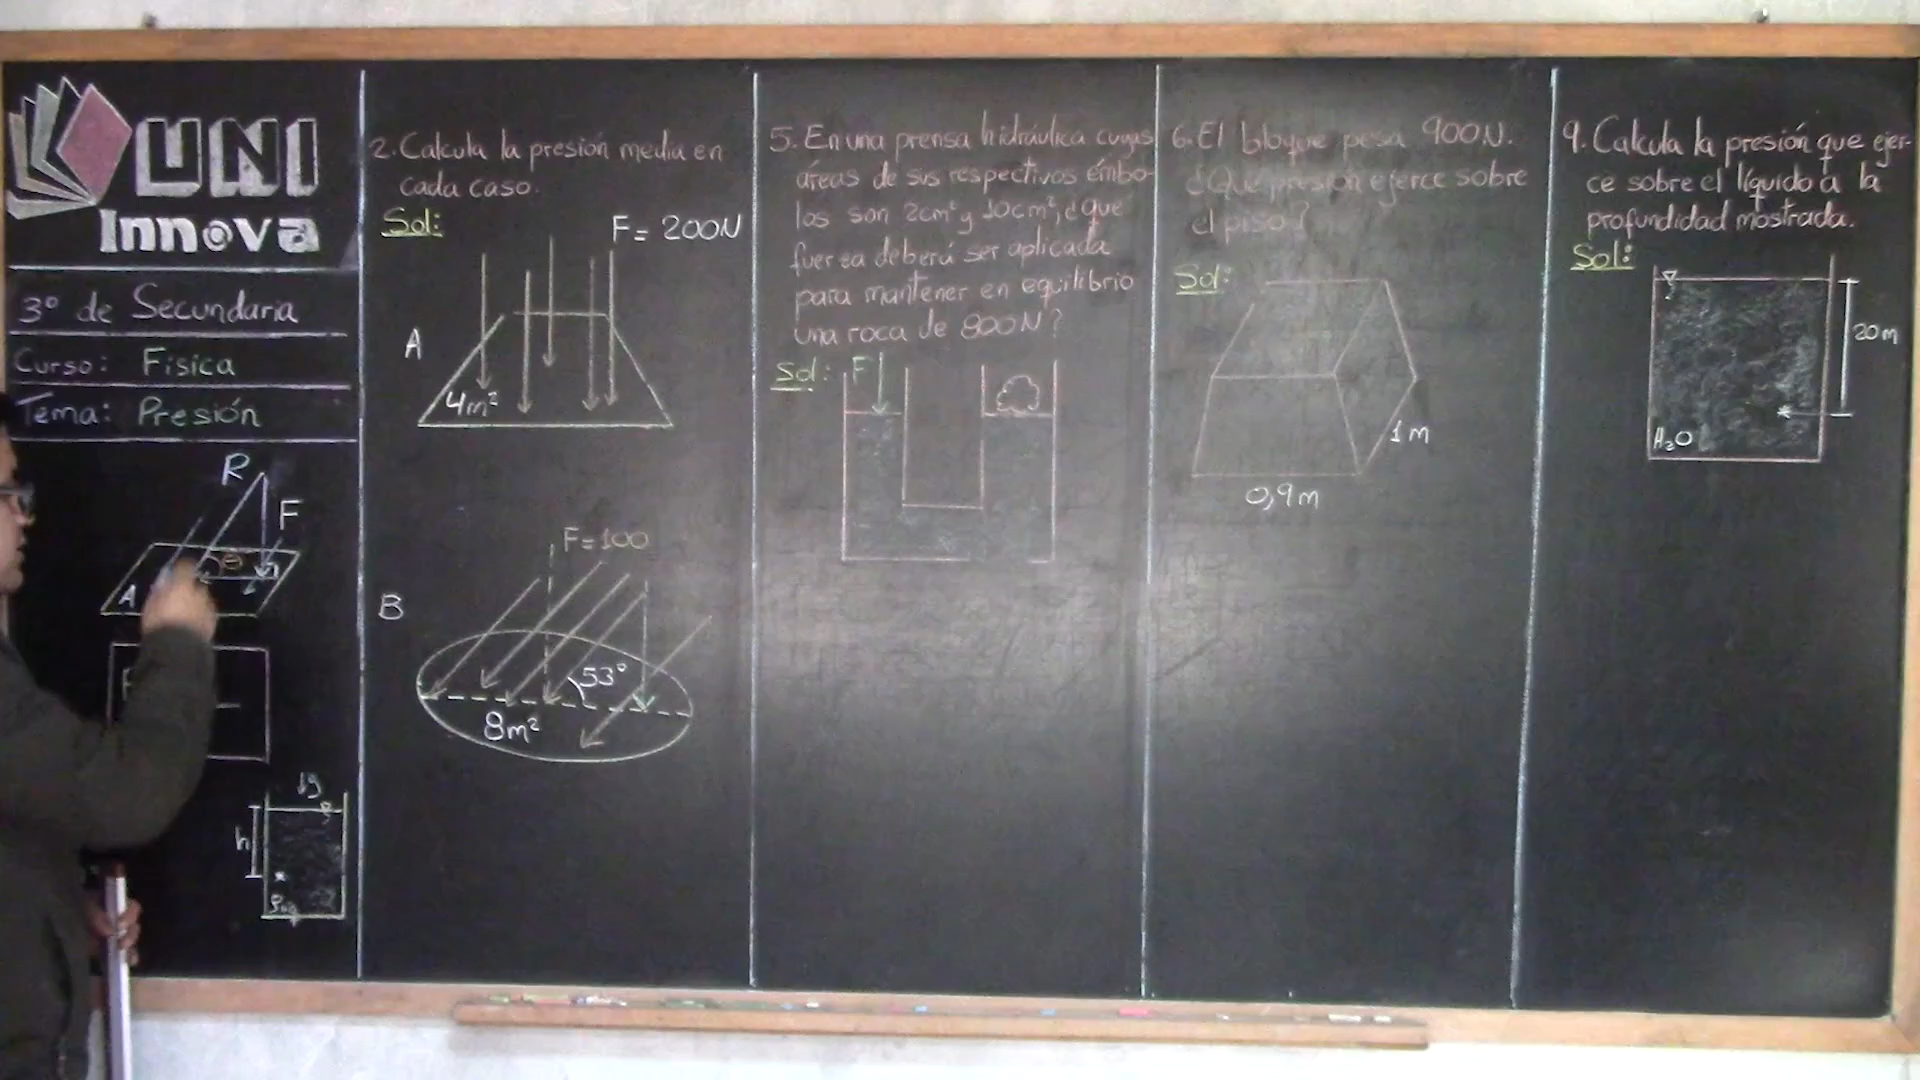 UNI
Innova
3º de Secundaria
Curso: Física
Tema: Presión
R
F
θ
A
↓g
h
2. Calcula la presión media en
cada caso.
Sol:
F= 200N
A
4m²
F=100
B
53°
8m²
5. En una prensa hidráulica cuyas
áreas de sus respectivos émbo-
los son 2cm² y 10cm², ¿que
fuerza deberá ser aplicada
para mantener en equilibrio
una roca de 800N?
Sol:
F
6. El bloque pesa 900N.
¿Que presión ejerce sobre
el piso?
Sol:
1m
0,9m
9. Calcula la presión que ejer-
ce sobre el líquido a la
profundidad mostrada.
Sol:
20m
H₂O